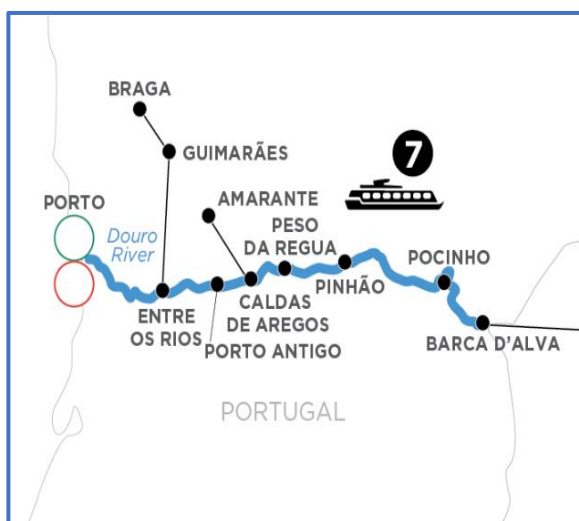 BRAGA
GUIMARÃES
7
AMARANTE
PORTO
Douro
River
PESO
DA REGUA
POCINHO
PINHÃO
ENTRE
OS RIOS
CALDAS
DE AREGOS
PORTO ANTIGO
BARCA D’ALVA
PORTUGAL